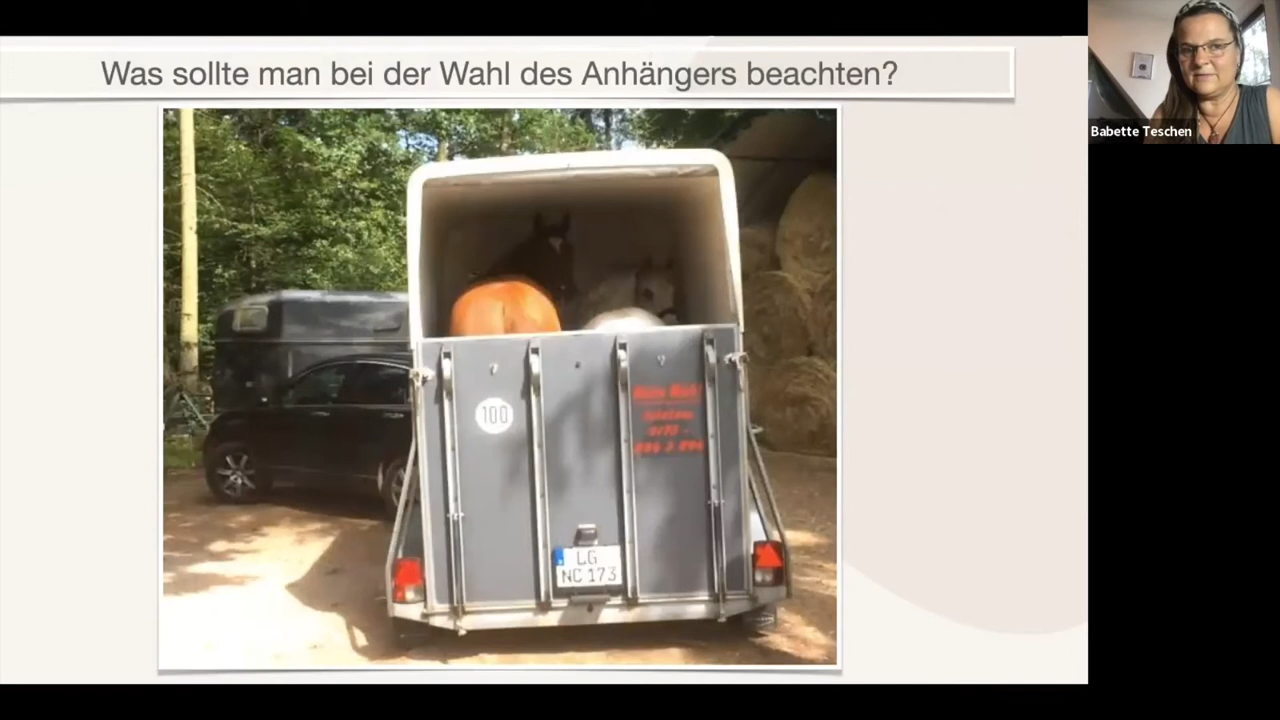 Was sollte man bei der Wahl des Anhängers beachten?
Babette Teschen
100
LG
NC 173